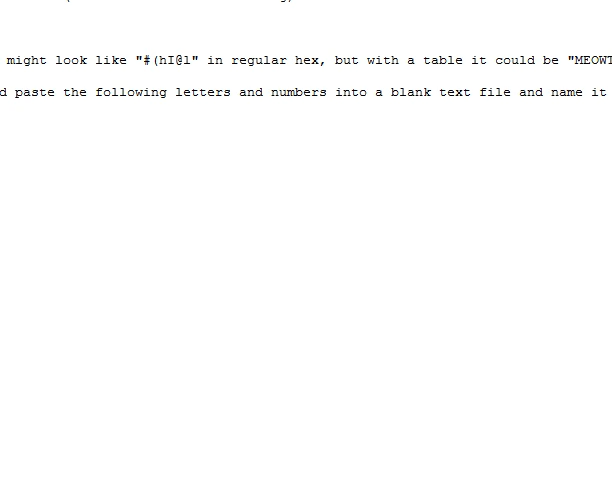 might look like "#(hI@l" in regular hex, but with a table it could be "MEOWT
d paste the following letters and numbers into a blank text file and name it